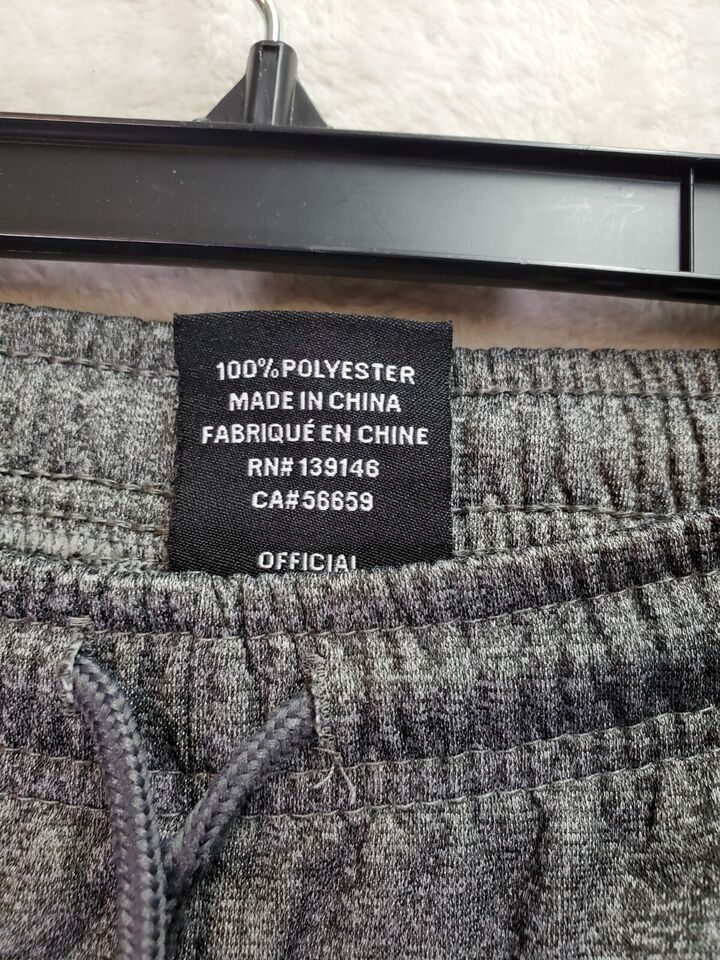 100% POLYESTER
MADE IN CHINA
FABRIQUÉ EN CHINE
RN# 139146
CA# 56659
OFFICIAL